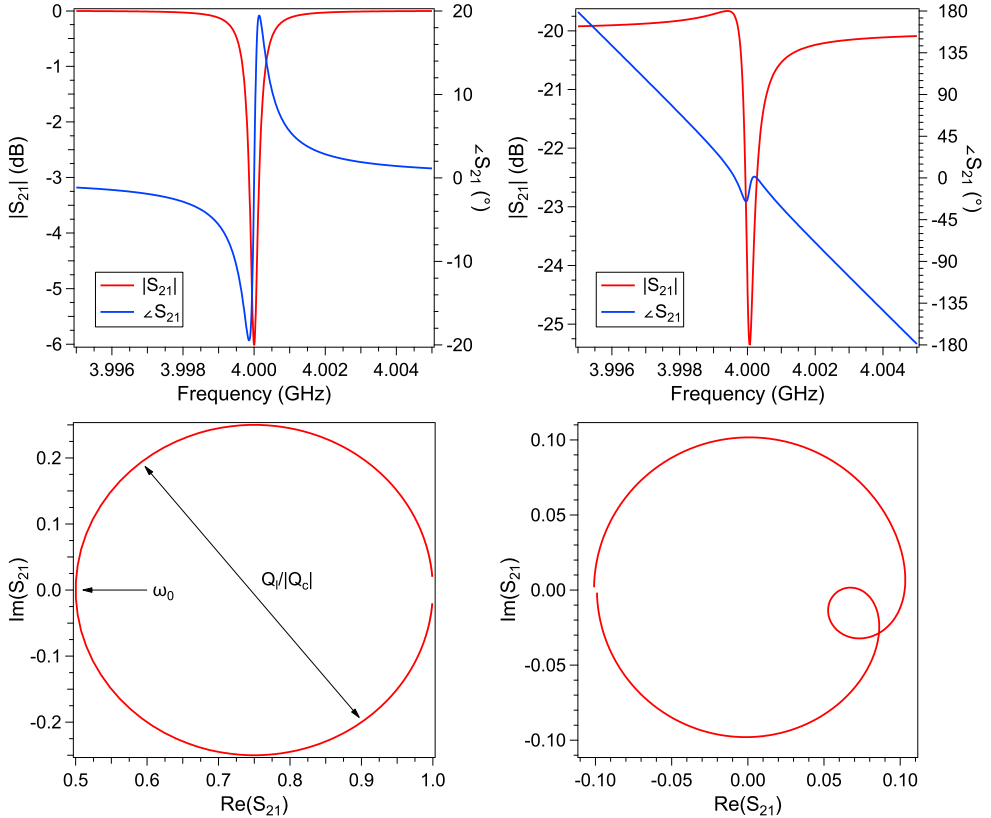 0
-1
-2
-3
-4
-5
-6
|S21| (dB)
20
10
0
-10
-20
∠S21 (°)
|S21|
∠S21
3.996 3.998 4.000 4.002 4.004
Frequency (GHz)
-20
-21
-22
-23
-24
-25
|S21| (dB)
180
135
90
45
0
-45
-90
-135
-180
∠S21 (°)
|S21|
∠S21
3.996 3.998 4.000 4.002 4.004
Frequency (GHz)
0.2
0.1
0.0
-0.1
-0.2
Im(S21)
Ql/|Qc|
ω0
0.5 0.6 0.7 0.8 0.9 1.0
Re(S21)
0.10
0.05
0.00
-0.05
-0.10
Im(S21)
-0.10 -0.05 0.00 0.05 0.10
Re(S21)